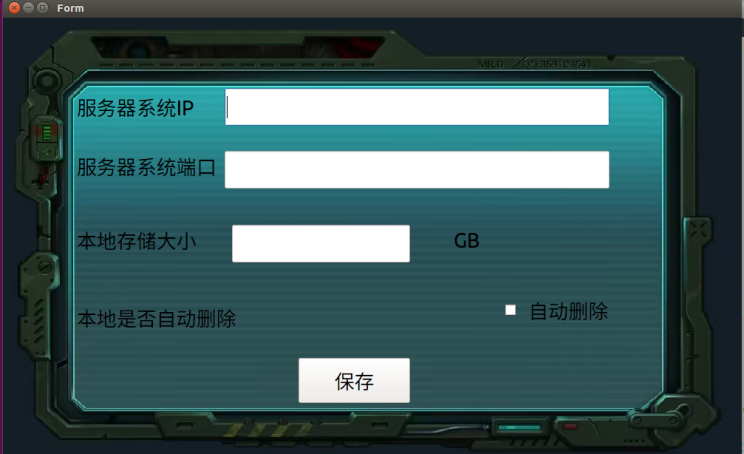 Form
服务器系统IP
服务器系统端口
本地存储大小 GB
本地是否自动删除 自动删除
保存